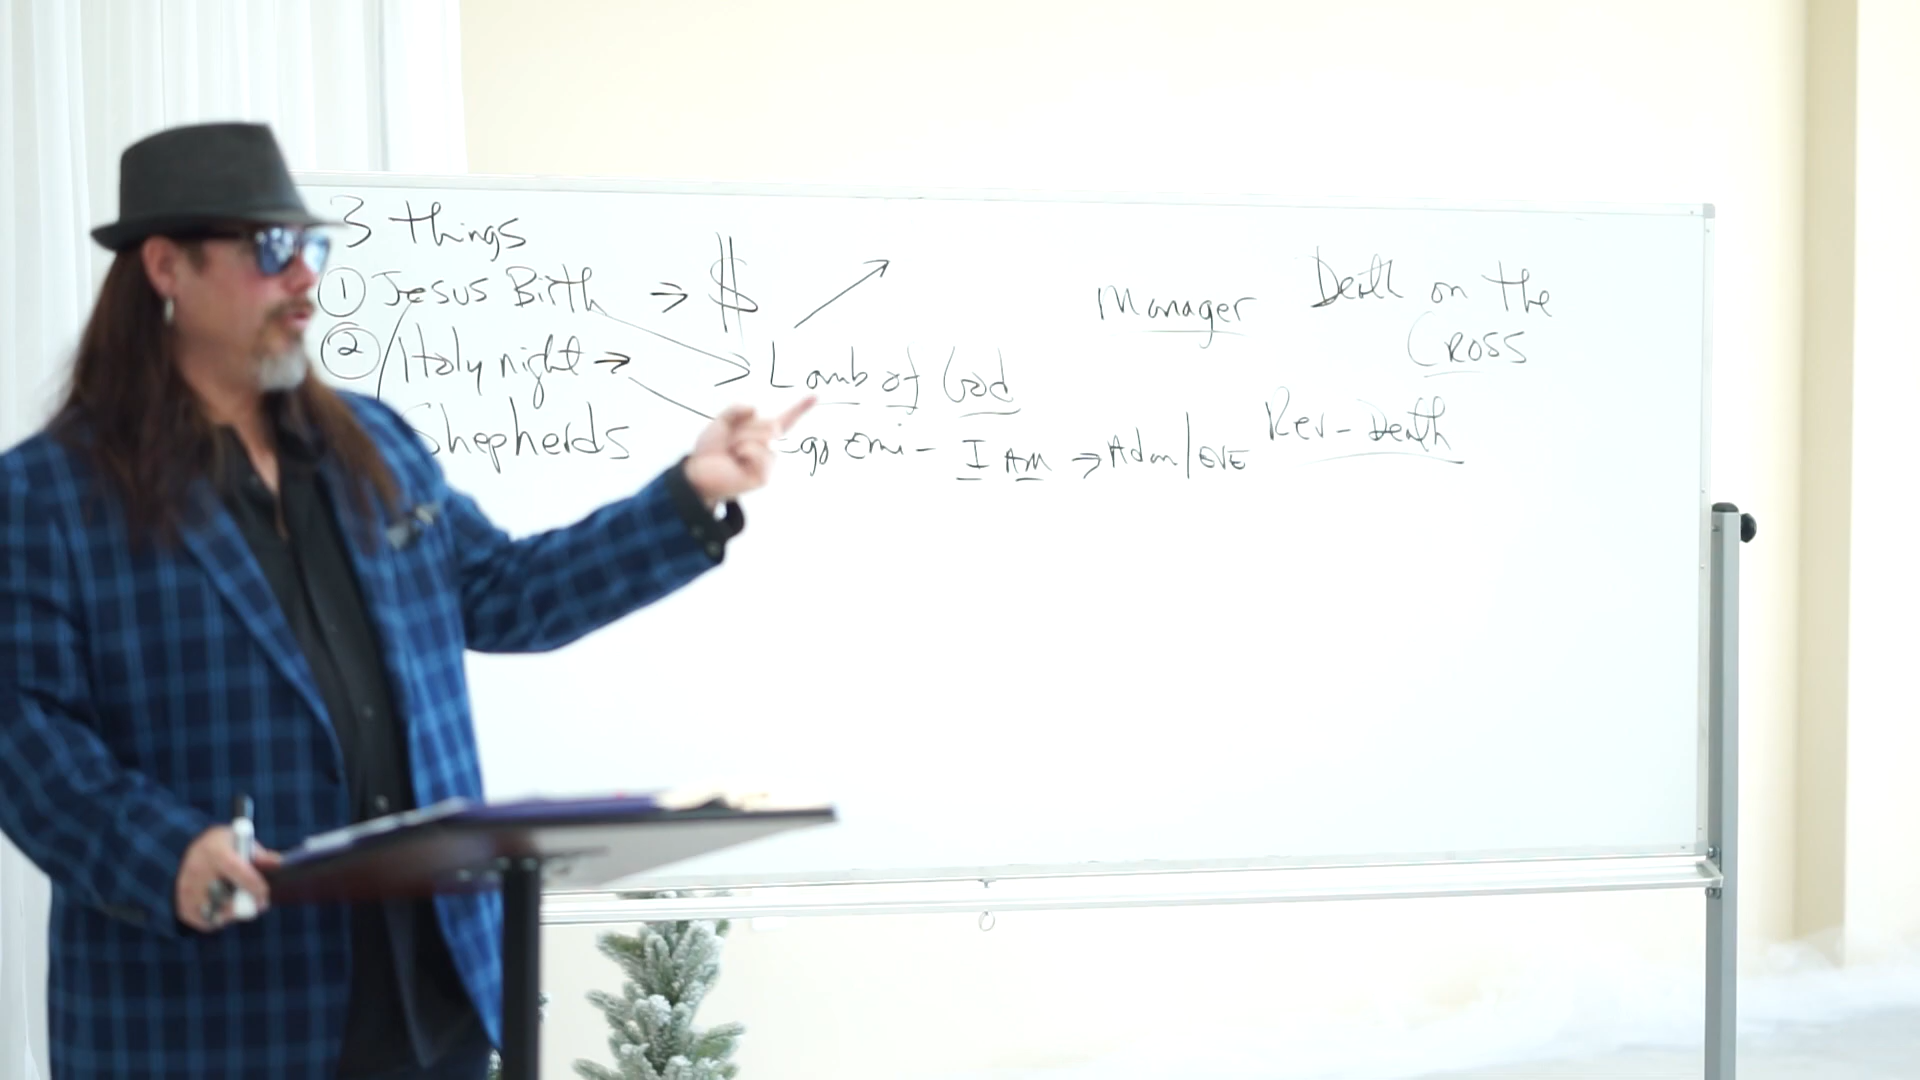 3 Things
① Jesus Birth → $
② Holy night →
Shepherds
Lamb of God
Ego Emi - I AM → Adam/EVE
Manager
Death on The
CROSS
Rev - Death